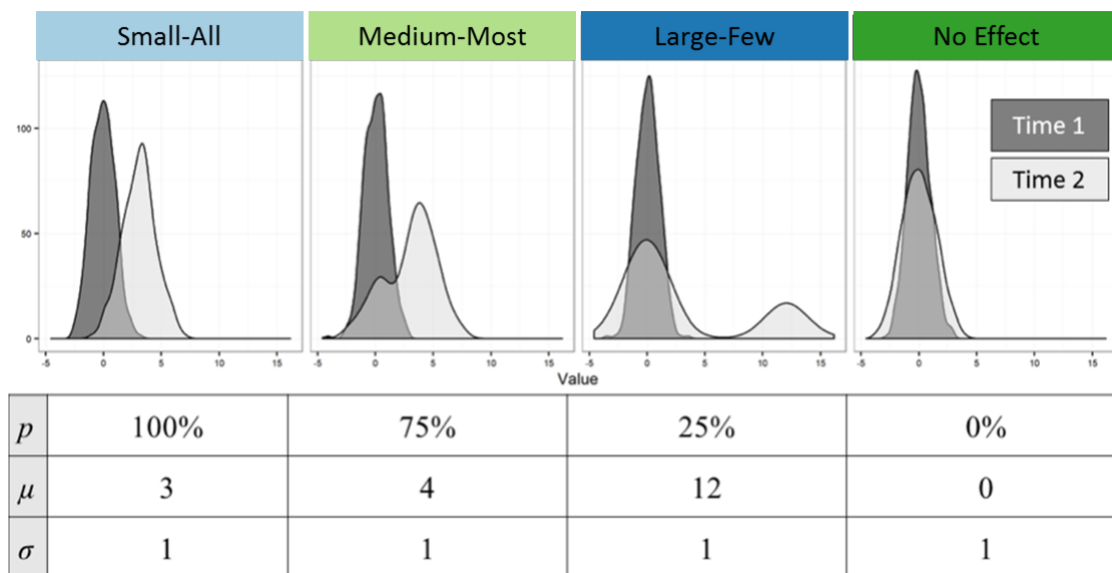 Small-All Medium-Most Large-Few No Effect
Time 1
100
Time 2
50
0
-5 0 5 10 15 -5 0 5 10 15 -5 0 5 10 15 -5 0 5 10 15
Value
p 100% 75% 25% 0%
μ 3 4 12 0
σ 1 1 1 1